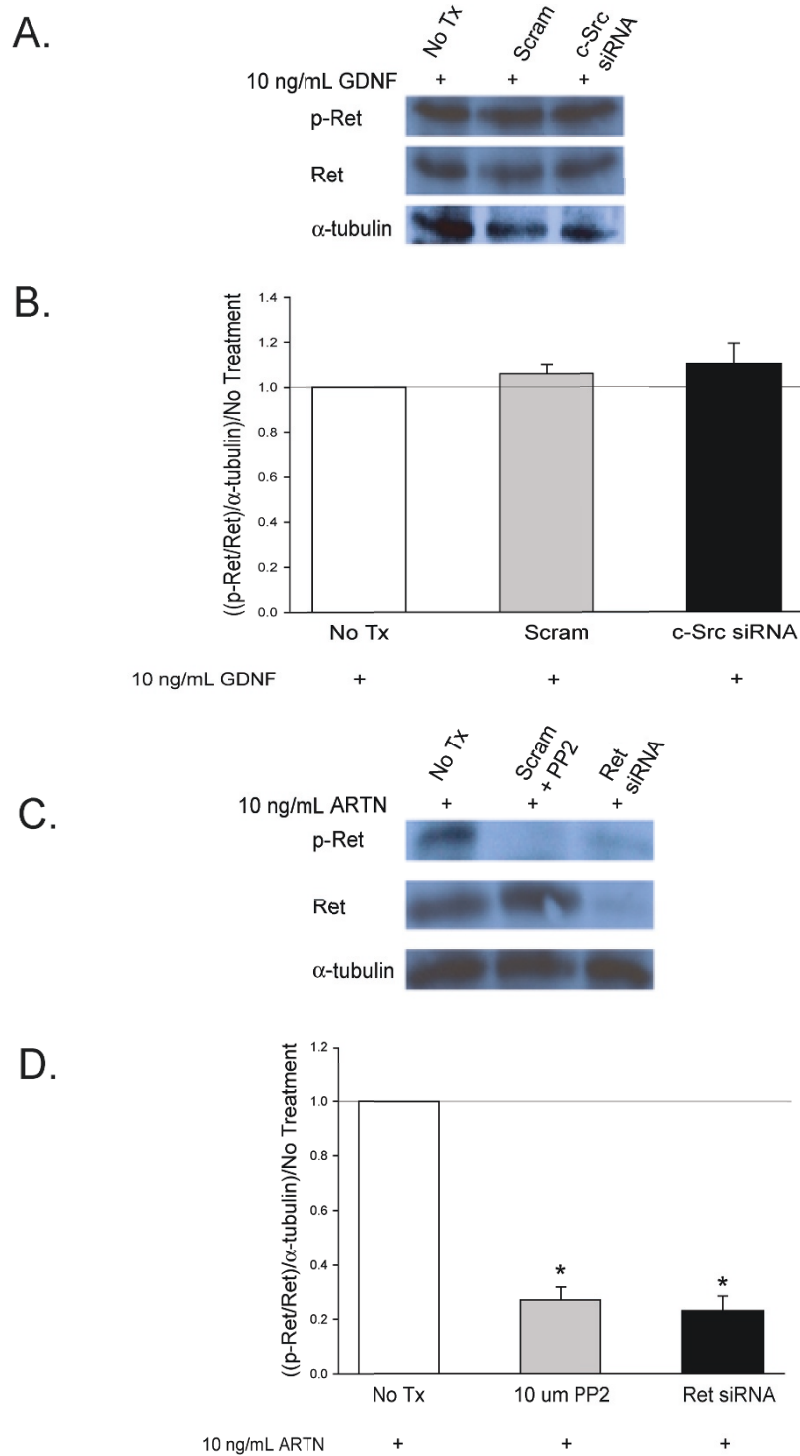 A.
No Tx
Scram
c-Src
siRNA
10 ng/mL GDNF + + +
p-Ret
Ret
α-tubulin
B.
((p-Ret/Ret)/α-tubulin)/No Treatment
1.4
1.2
1.0
0.8
0.6
0.4
0.2
0.0
No Tx Scram c-Src siRNA
10 ng/mL GDNF + + +
C.
No Tx
Scram
+ PP2
Ret
siRNA
10 ng/mL ARTN + + +
p-Ret
Ret
α-tubulin
D.
((p-Ret/Ret)/α-tubulin)/No Treatment
1.2
1.0
0.8
0.6
0.4
0.2
0.0
* *
No Tx 10 um PP2 Ret siRNA
10 ng/mL ARTN + + +